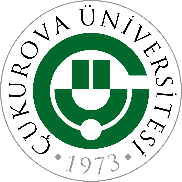 ÇUKUROVA ÜNİVERSİTESİ
• 1973 •